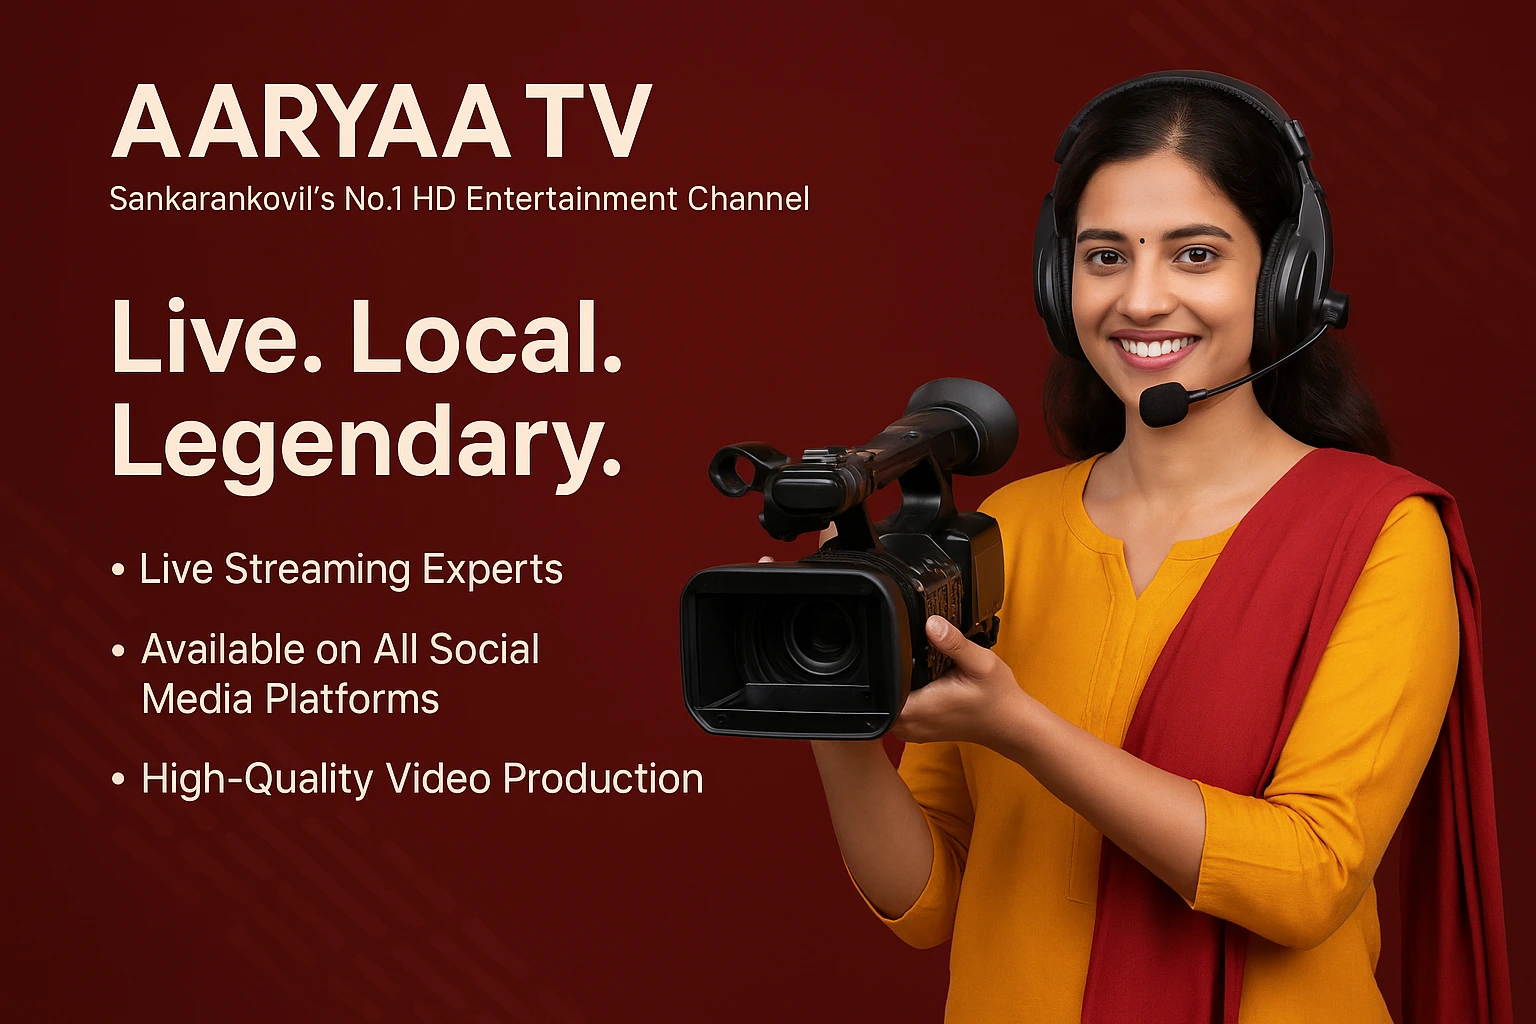 AARYAA TV
Sankarankovil's No.1 HD Entertainment Channel
Live. Local.
Legendary.
• Live Streaming Experts
• Available on All Social
Media Platforms
• High-Quality Video Production